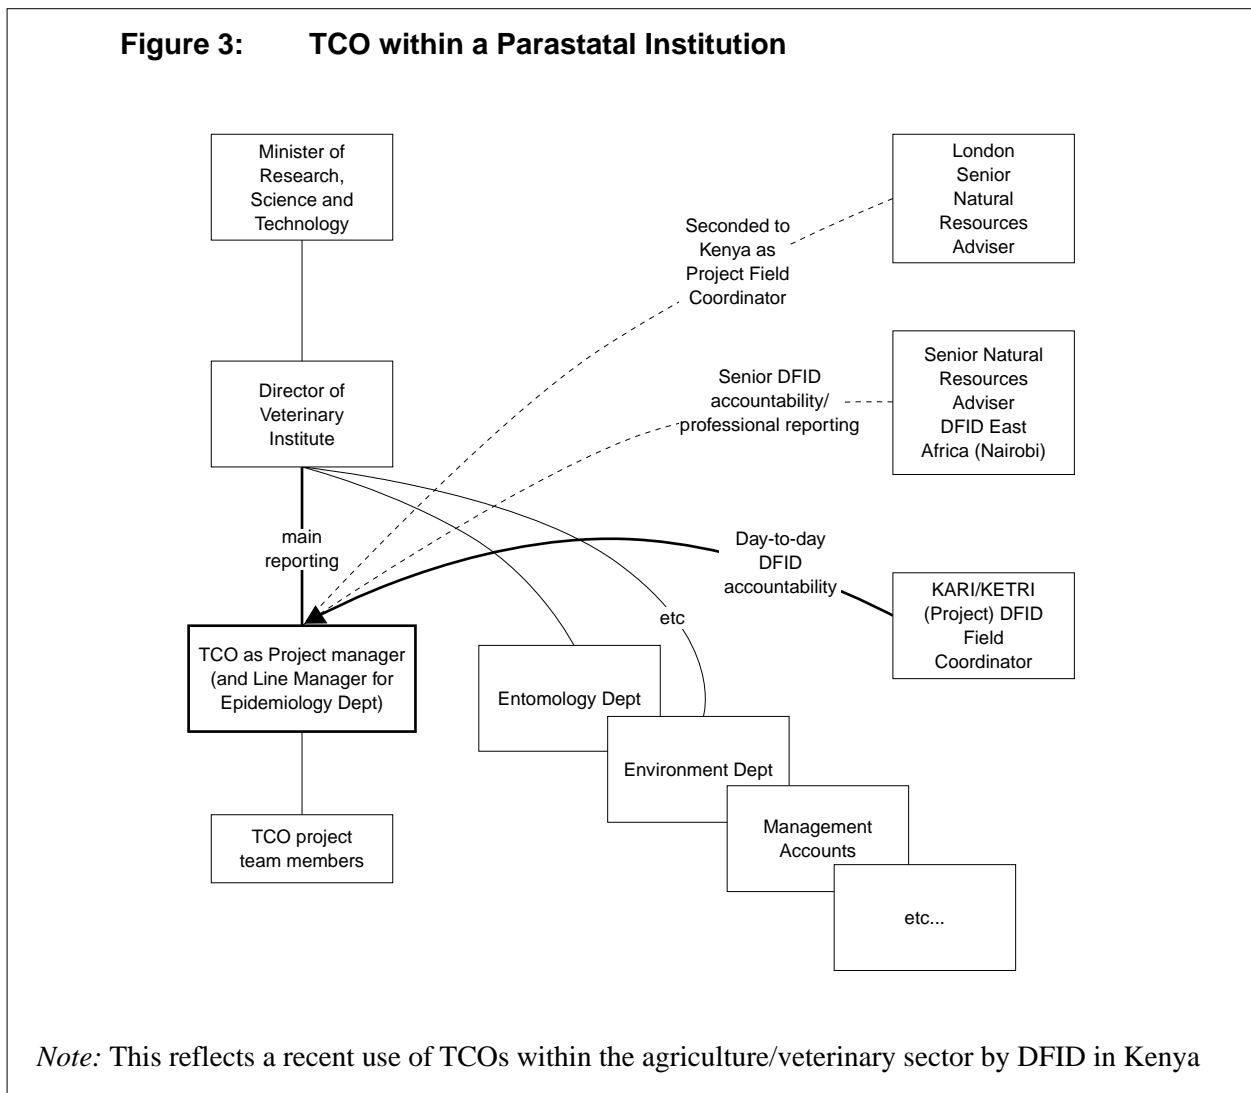 Figure 3: TCO within a Parastatal Institution
Minister of
Research,
Science and
Technology
London
Senior
Natural
Resources
Adviser
Seconded to
Kenya as
Project Field
Coordinator
Director of
Veterinary
Institute
Senior DFID
accountability/
professional reporting
Senior Natural
Resources
Adviser
DFID East
Africa (Nairobi)
main
reporting
Day-to-day
DFID
accountability
KARI/KETRI
(Project) DFID
Field
Coordinator
etc
TCO as Project manager
(and Line Manager for
Epidemiology Dept)
Entomology Dept
Environment Dept
Management
Accounts
etc...
TCO project
team members
Note: This reflects a recent use of TCOs within the agriculture/veterinary sector by DFID in Kenya